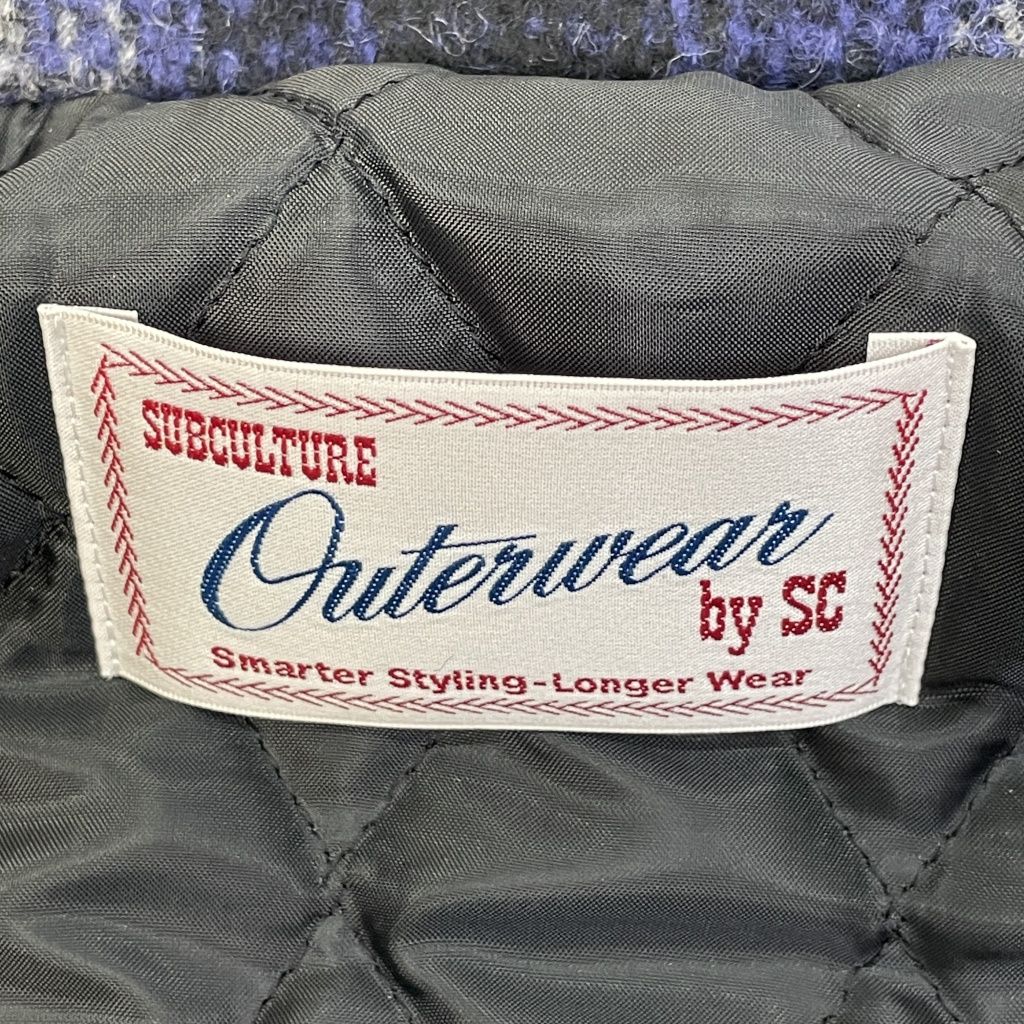 SUBCULTURE
Outerwear
by SC
Smarter Styling-Longer Wear